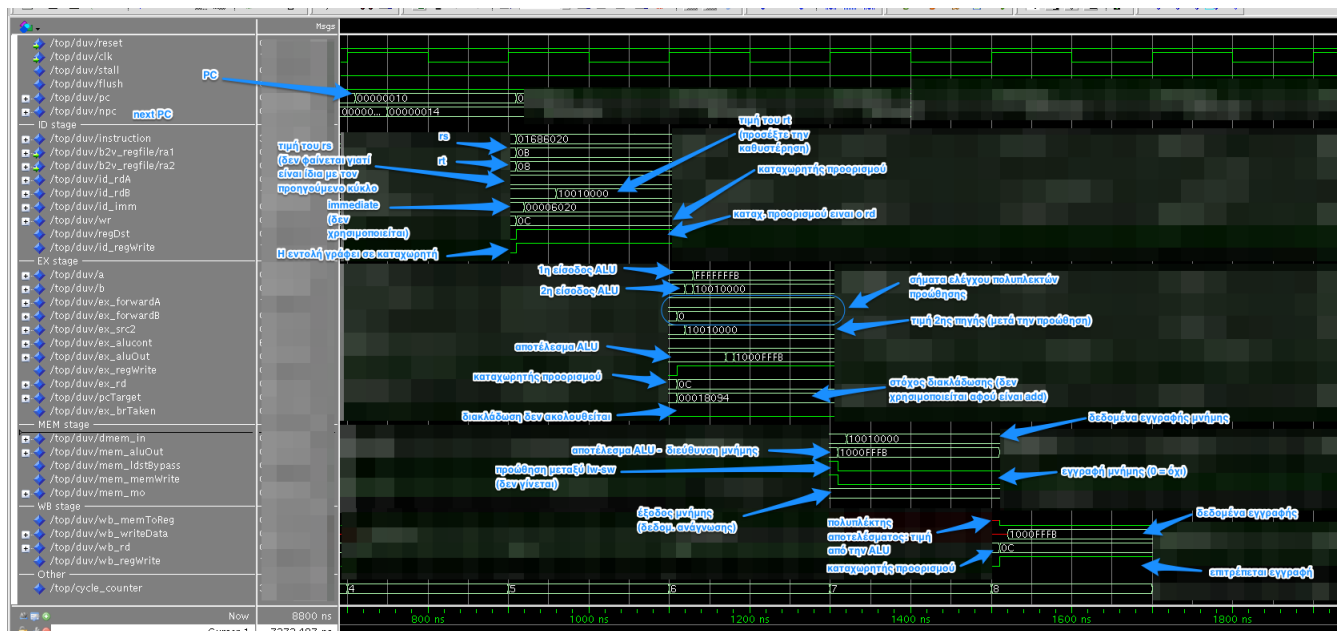 Msgs
/top/duv/reset
/top/duv/clk
/top/duv/stall
/top/duv/flush
/top/duv/pc
/top/duv/npc
ID stage
/top/duv/instruction
/top/duv/b2v_regfile/ra1
/top/duv/b2v_regfile/ra2
/top/duv/id_rdA
/top/duv/id_rdB
/top/duv/id_imm
/top/duv/wr
/top/duv/regDst
/top/duv/id_regWrite
EX stage
/top/duv/a
/top/duv/b
/top/duv/ex_forwardA
/top/duv/ex_forwardB
/top/duv/ex_src2
/top/duv/ex_alucont
/top/duv/ex_aluOut
/top/duv/ex_regWrite
/top/duv/ex_rd
/top/duv/pcTarget
/top/duv/ex_brTaken
MEM stage
/top/duv/dmem_in
/top/duv/mem_aluOut
/top/duv/mem_ldstBypass
/top/duv/mem_memWrite
/top/duv/mem_mo
WB stage
/top/duv/wb_memToReg
/top/duv/wb_writeData
/top/duv/wb_rd
/top/duv/wb_regWrite
Other
/top/cycle_counter
Now
8800 ns
PC
next PC
00000010
00000... 00000014
τιμή του rs
(δεν φαίνεται γιατί
είναι ίδια με τον
προηγούμενο κύκλο
rs
rt
immediate
(δεν
χρησιμοποιείται)
Η εντολή γράφει σε καταχωρητή
01686020
0B
08
10010000
00006020
0C
τιμή του rt
(προσέξτε την
καθυστέρηση)
καταχωρητής προορισμού
καταχ. προορισμού ειναι ο rd
1η είσοδος ALU
2η είσοδος ALU
FFFFFFFB
10010000
0
10010000
1000FFFB
0C
00018094
σήματα ελέγχου πολυπλεκτών
προώθησης
τιμή 2ης πηγής (μετά την προώθηση)
αποτέλεσμα ALU
καταχωρητής προορισμού
στόχος διακλάδωσης (δεν
χρησιμοποιείται αφού είναι add)
διακλάδωση δεν ακολουθείται
δεδομένα εγγραφής μνήμης
10010000
1000FFFB
αποτέλεσμα ALU - διεύθυνση μνήμης
προώθηση μεταξύ lw-sw
(δεν γίνεται)
εγγραφή μνήμης (0 = όχι)
έξοδος μνήμης
(δεδομ. ανάγνωσης)
πολυπλέκτης
αποτελέσματος: τιμή
από την ALU
καταχωρητής προορισμού
1000FFFB
0C
δεδομένα εγγραφής
επιτρέπεται εγγραφή
4
5
6
7
8
800 ns
1000 ns
1200 ns
1400 ns
1600 ns
1800 ns